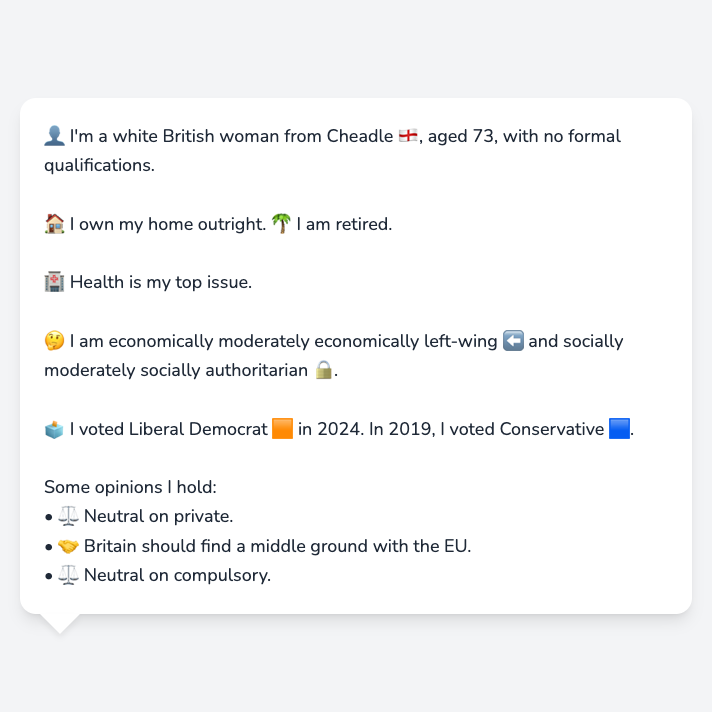 👤 I'm a white British woman from Cheadle 🏴󠁧󠁢󠁥󠁮󠁧󠁿, aged 73, with no formal
qualifications.
🏠 I own my home outright. 🌴 I am retired.
🏥 Health is my top issue.
🤔 I am economically moderately economically left-wing ⬅️ and socially
moderately socially authoritarian 🔒.
🗳️ I voted Liberal Democrat 🟧 in 2024. In 2019, I voted Conservative 🟦.
Some opinions I hold:
• ⚖️ Neutral on private.
• 🤝 Britain should find a middle ground with the EU.
• ⚖️ Neutral on compulsory.